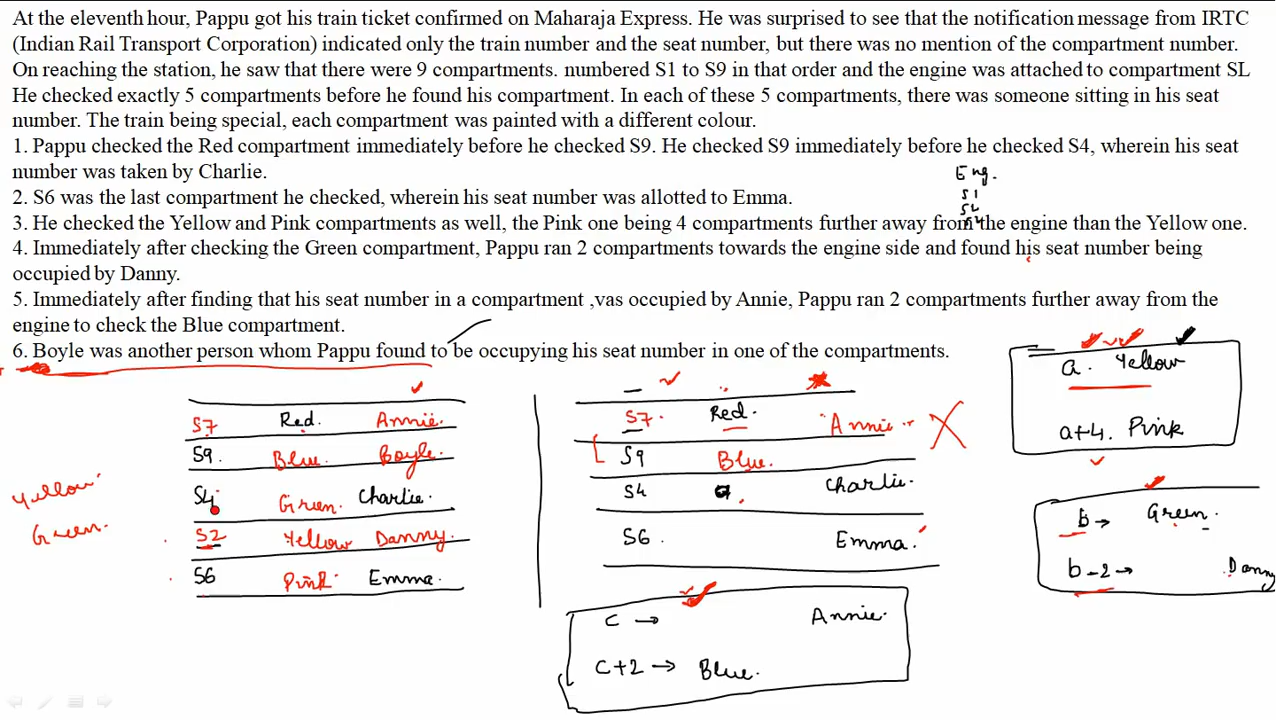 At the eleventh hour, Pappu got his train ticket confirmed on Maharaja Express. He was surprised to see that the notification message from IRTC
(Indian Rail Transport Corporation) indicated only the train number and the seat number, but there was no mention of the compartment number.
On reaching the station, he saw that there were 9 compartments. numbered S1 to S9 in that order and the engine was attached to compartment SL
He checked exactly 5 compartments before he found his compartment. In each of these 5 compartments, there was someone sitting in his seat
number. The train being special, each compartment was painted with a different colour.
1. Pappu checked the Red compartment immediately before he checked S9. He checked S9 immediately before he checked S4, wherein his seat
number was taken by Charlie.
Eng.
S1
S2
2. S6 was the last compartment he checked, wherein his seat number was allotted to Emma.
3. He checked the Yellow and Pink compartments as well, the Pink one being 4 compartments further away from the engine than the Yellow one.
4. Immediately after checking the Green compartment, Pappu ran 2 compartments towards the engine side and found his seat number being
occupied by Danny.
5. Immediately after finding that his seat number in a compartment ,vas occupied by Annie, Pappu ran 2 compartments further away from the
engine to check the Blue compartment.
6. Boyle was another person whom Pappu found to be occupying his seat number in one of the compartments.
S7 Red. Annie.
S9. Blue. Boyle.
S4 Green. Charlie.
S2 Yellow Danny.
S6 Pink Emma.
Yellow
Green.
S7. Red. Annie.
S9 Blue.
S4 G. Charlie.
S6. Emma.
c → Annie.
c+2 → Blue.
a. Yellow
a+4. Pink
b → Green.
b-2 → Danny